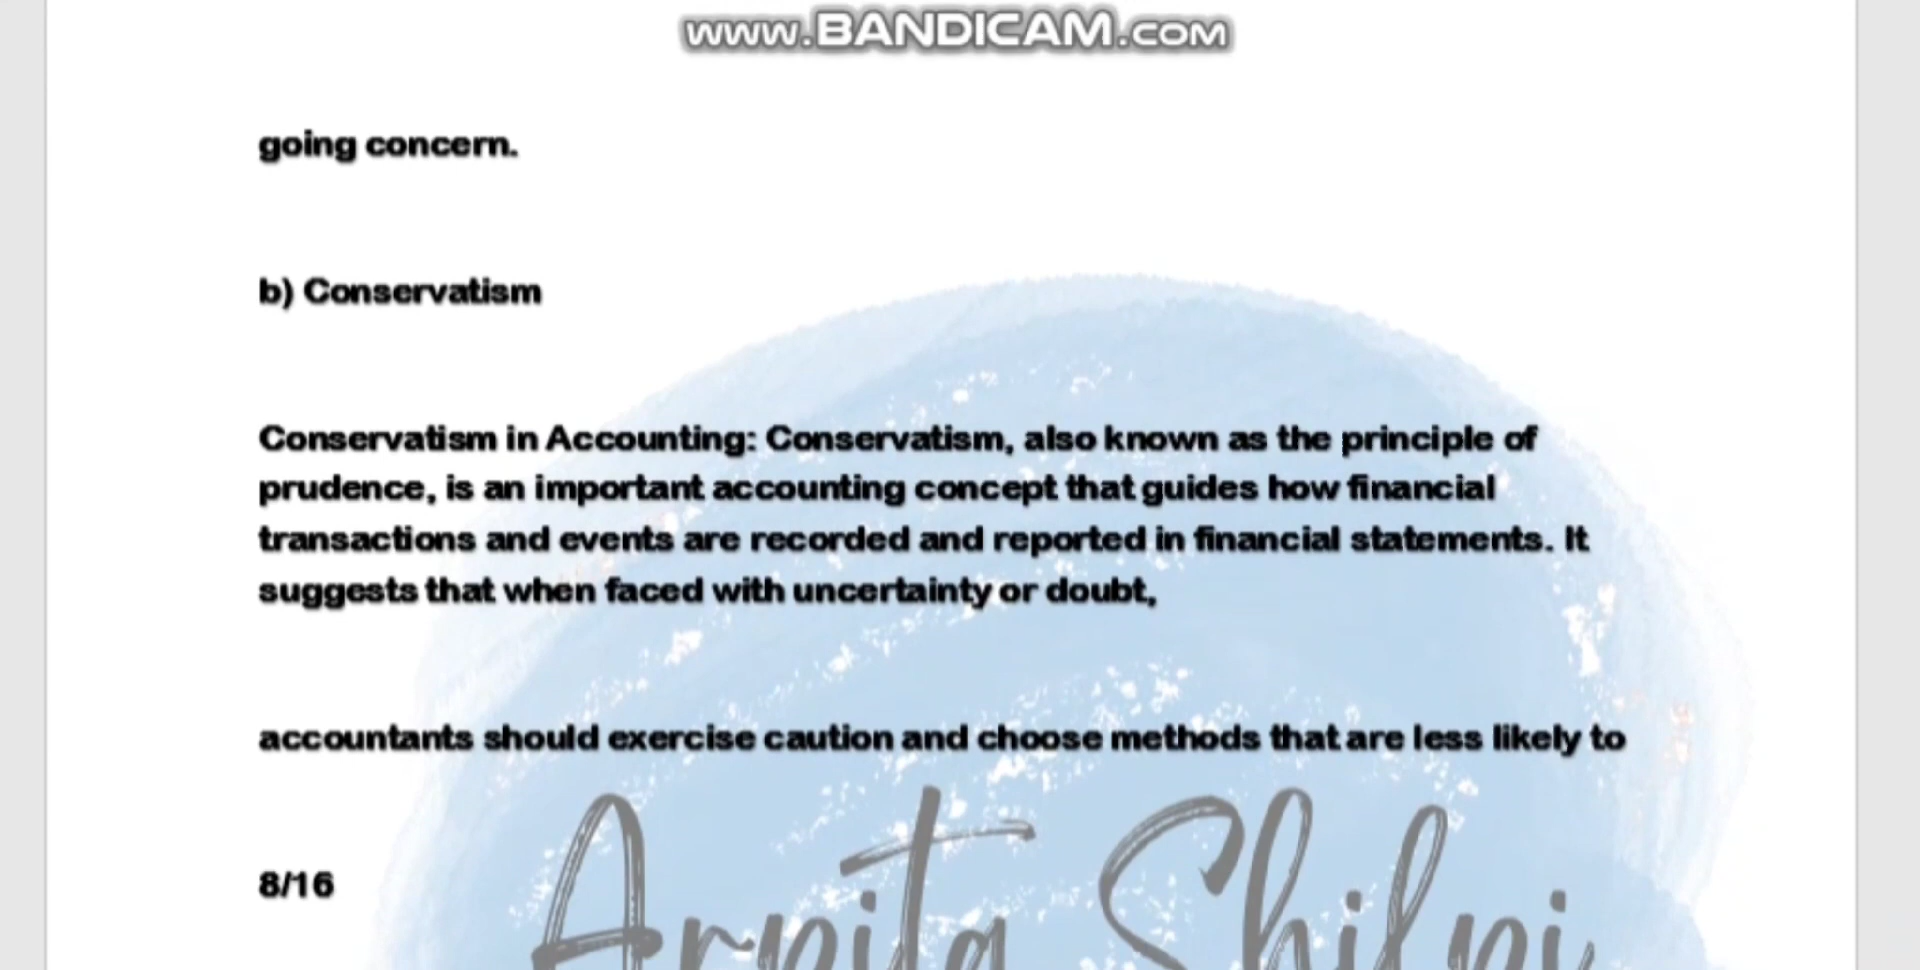 www.BANDICAM.COM
going concern.
b) Conservatism
Conservatism in Accounting: Conservatism, also known as the principle of
prudence, is an important accounting concept that guides how financial
transactions and events are recorded and reported in financial statements. It
suggests that when faced with uncertainty or doubt,
accountants should exercise caution and choose methods that are less likely to
8/16
Arpita Shilpi